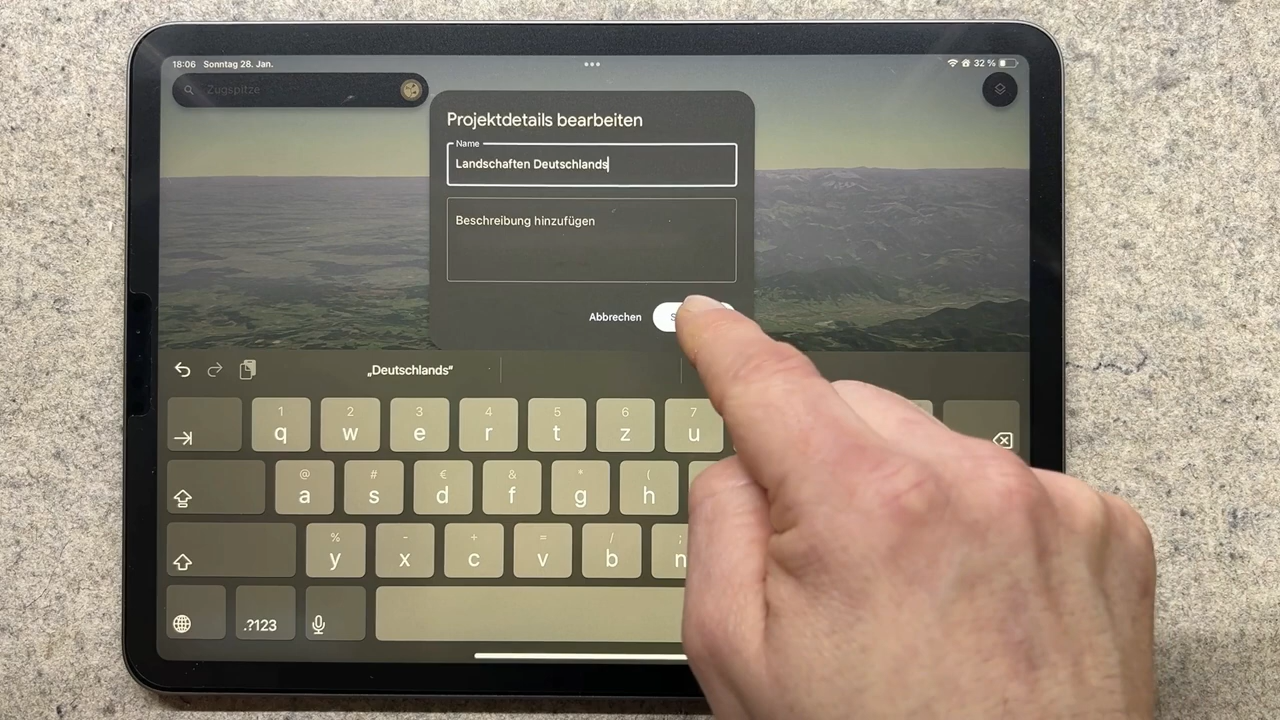 18:06 Sonntag 28. Jan.
32 %
Zugspitze
Projektdetails bearbeiten
Name
Landschaften Deutschlands
Beschreibung hinzufügen
Abbrechen
„Deutschlands“
1 2 3 4 5 6 7
q w e r t z u
@ # € & * (
a s d f g h
% - + = / ;
y x c v b n
.?123